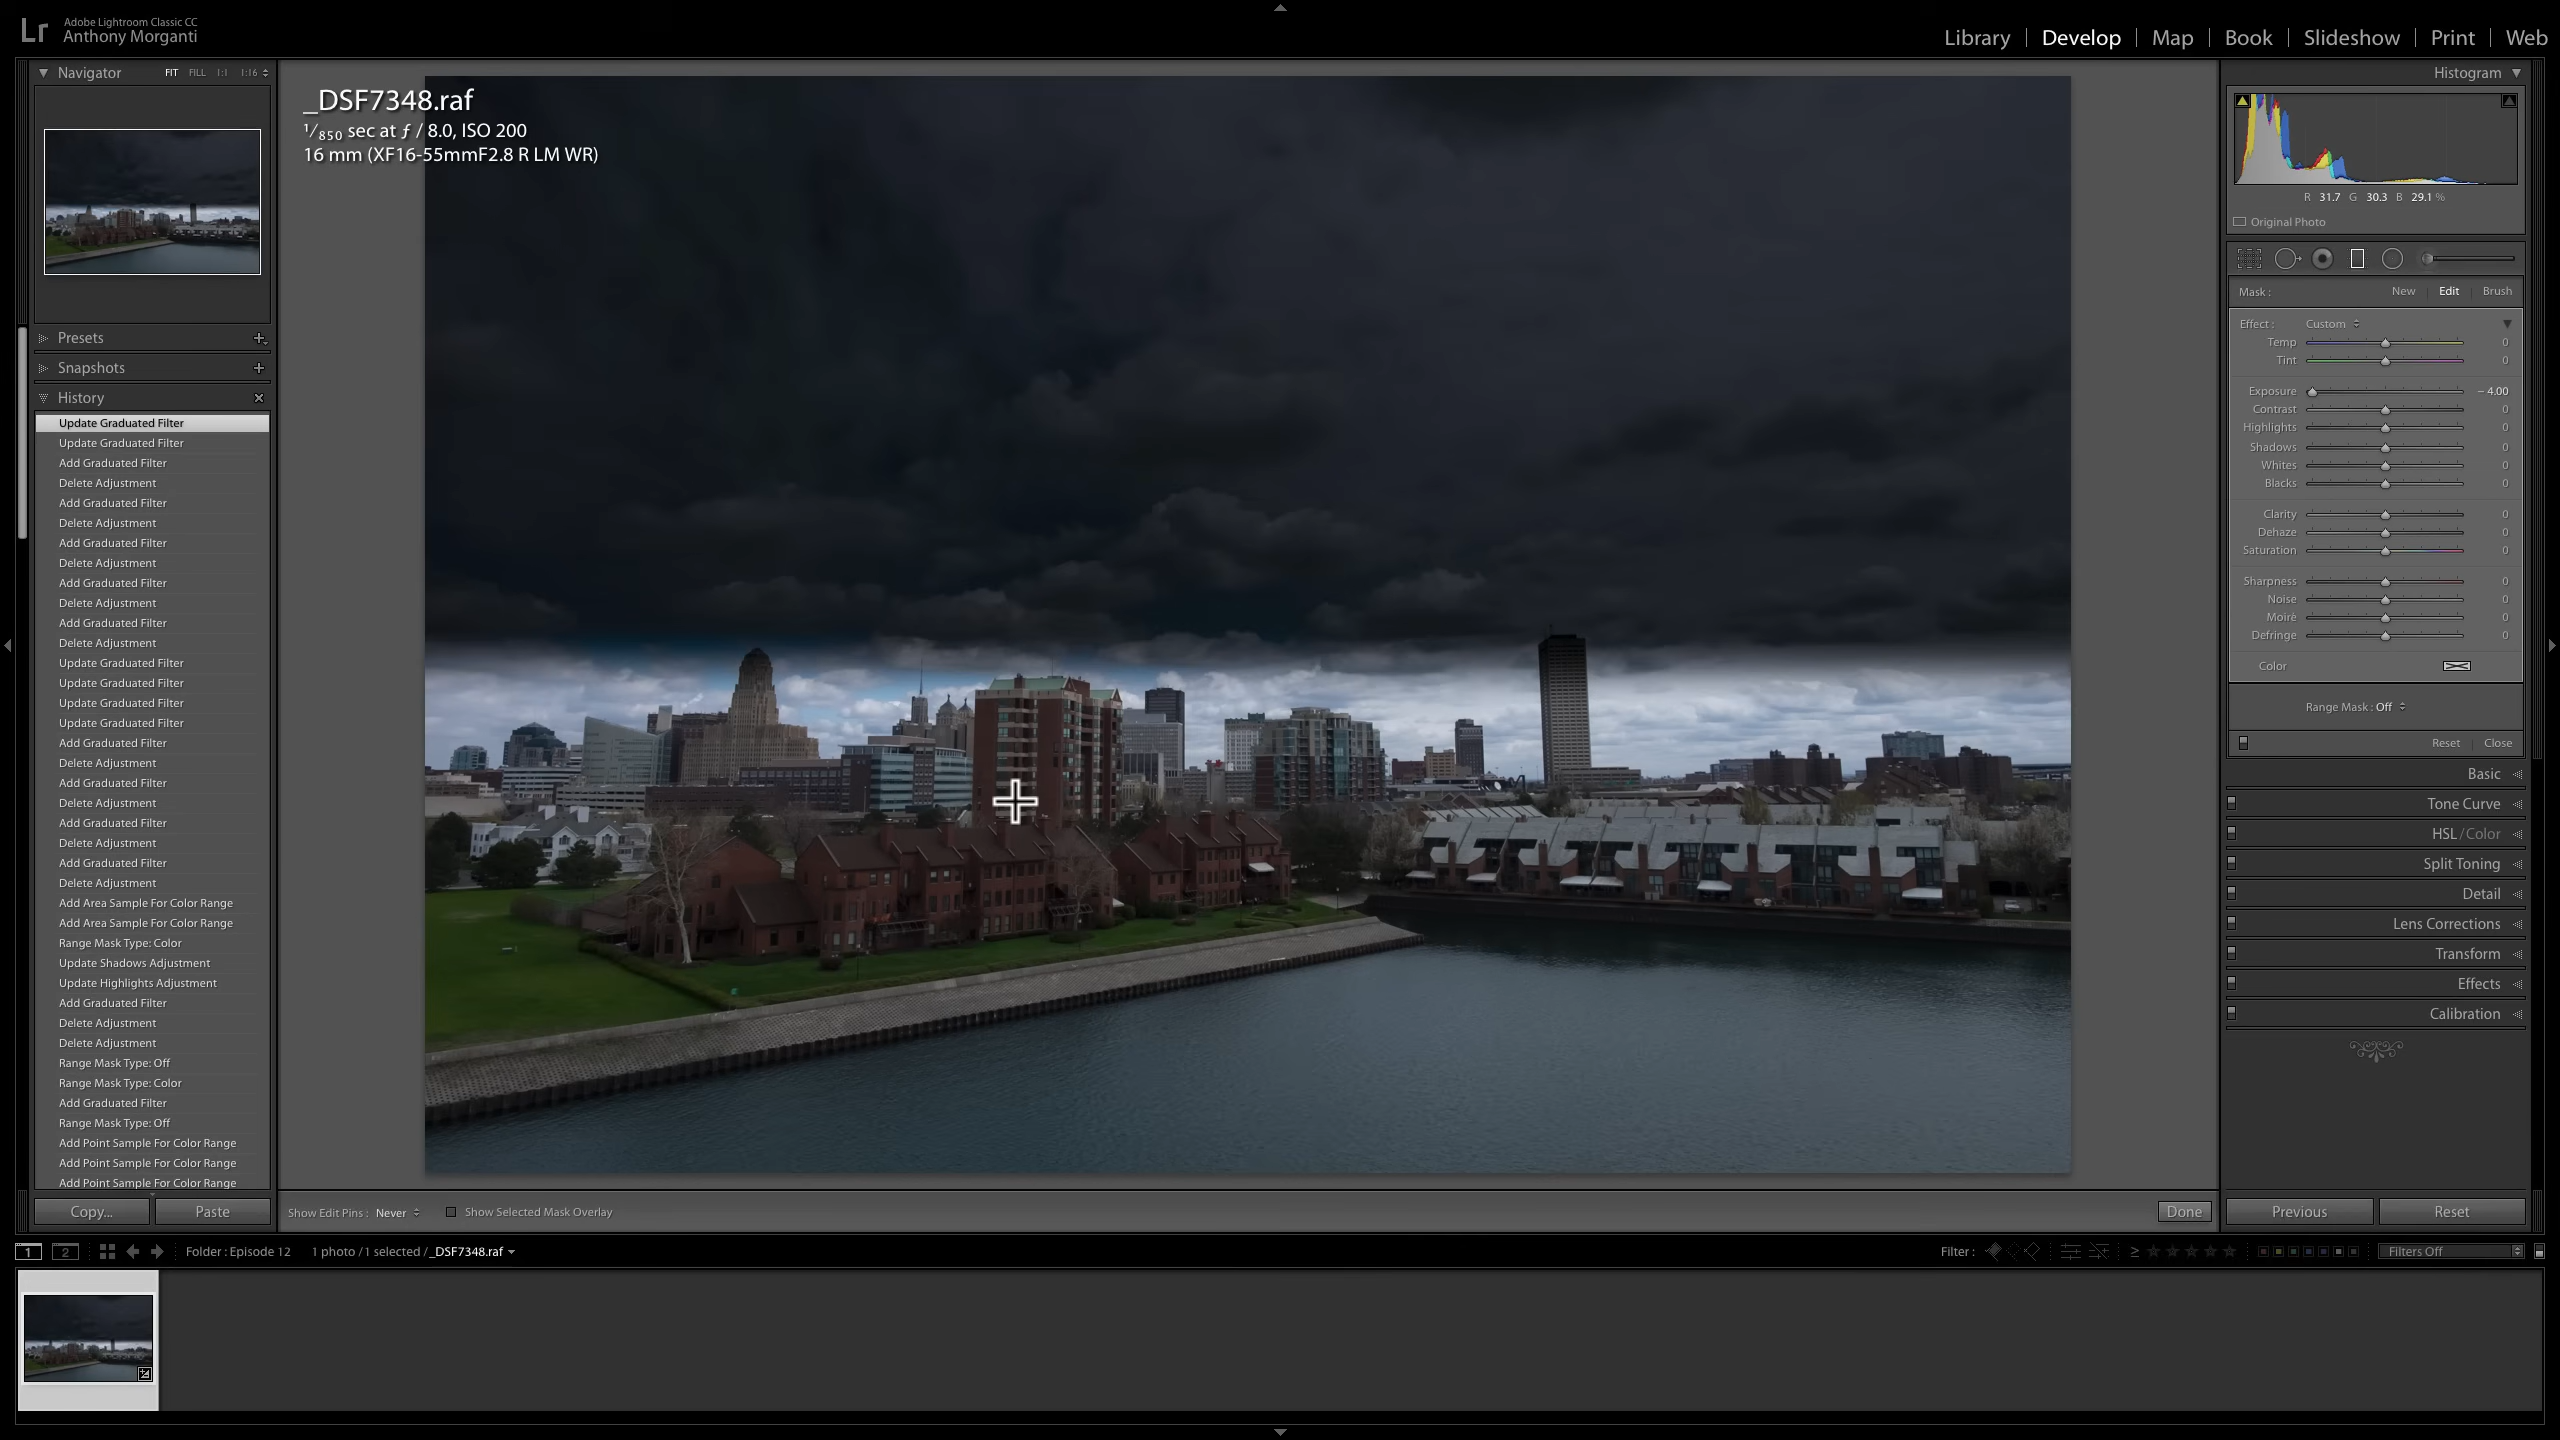 Lr
Adobe Lightroom Classic CC
Anthony Morganti
Library | Develop | Map | Book | Slideshow | Print | Web
Navigator FIT FILL 1:1 1:16
Presets
Snapshots
History
Update Graduated Filter
Update Graduated Filter
Add Graduated Filter
Delete Adjustment
Add Graduated Filter
Delete Adjustment
Add Graduated Filter
Delete Adjustment
Add Graduated Filter
Delete Adjustment
Add Graduated Filter
Delete Adjustment
Update Graduated Filter
Update Graduated Filter
Update Graduated Filter
Update Graduated Filter
Add Graduated Filter
Delete Adjustment
Add Graduated Filter
Delete Adjustment
Add Graduated Filter
Delete Adjustment
Add Graduated Filter
Delete Adjustment
Add Area Sample For Color Range
Add Area Sample For Color Range
Range Mask Type: Color
Update Shadows Adjustment
Update Highlights Adjustment
Add Graduated Filter
Delete Adjustment
Delete Adjustment
Range Mask Type: Off
Range Mask Type: Color
Add Graduated Filter
Range Mask Type: Off
Add Point Sample For Color Range
Add Point Sample For Color Range
Add Point Sample For Color Range
Copy... Paste
_DSF7348.raf
1/850 sec at ƒ / 8.0, ISO 200
16 mm (XF16-55mmF2.8 R LM WR)
Show Edit Pins : Never Show Selected Mask Overlay Done
Histogram
R 31.7 G 30.3 B 29.1 %
Original Photo
Mask : New | Edit | Brush
Effect : Custom
Temp 0
Tint 0
Exposure – 4.00
Contrast 0
Highlights 0
Shadows 0
Whites 0
Blacks 0
Clarity 0
Dehaze 0
Saturation 0
Sharpness 0
Noise 0
Moiré 0
Defringe 0
Color
Range Mask : Off
Reset | Close
Basic
Tone Curve
HSL / Color
Split Toning
Detail
Lens Corrections
Transform
Effects
Calibration
Previous Reset
1 2 Folder : Episode 12 1 photo / 1 selected / _DSF7348.raf Filter : ≥ Filters Off